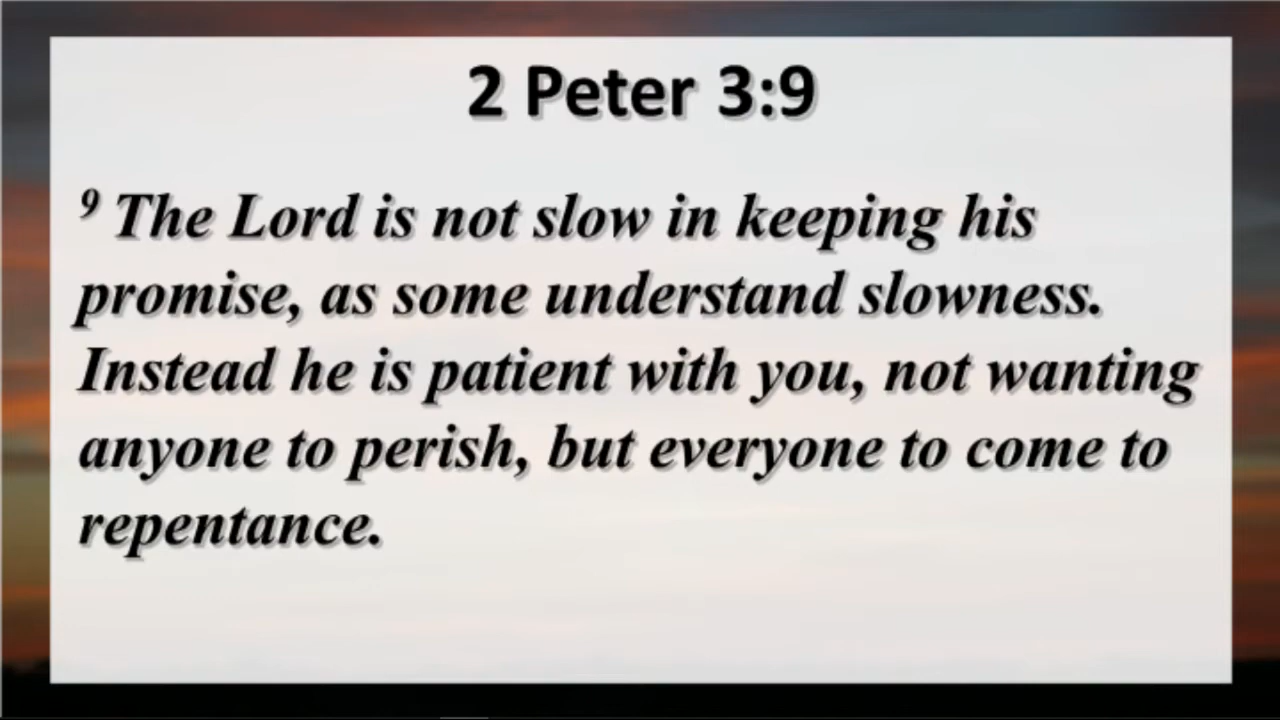 2 Peter 3:9
9 The Lord is not slow in keeping his
promise, as some understand slowness.
Instead he is patient with you, not wanting
anyone to perish, but everyone to come to
repentance.